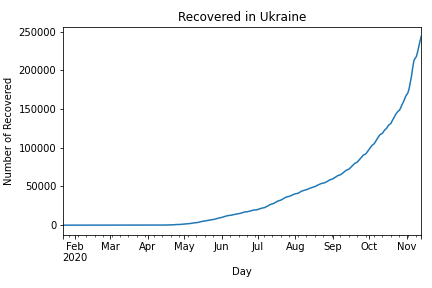 Recovered in Ukraine
Number of Recovered
250000
200000
150000
100000
50000
0
Feb Mar Apr May Jun Jul Aug Sep Oct Nov
2020
Day